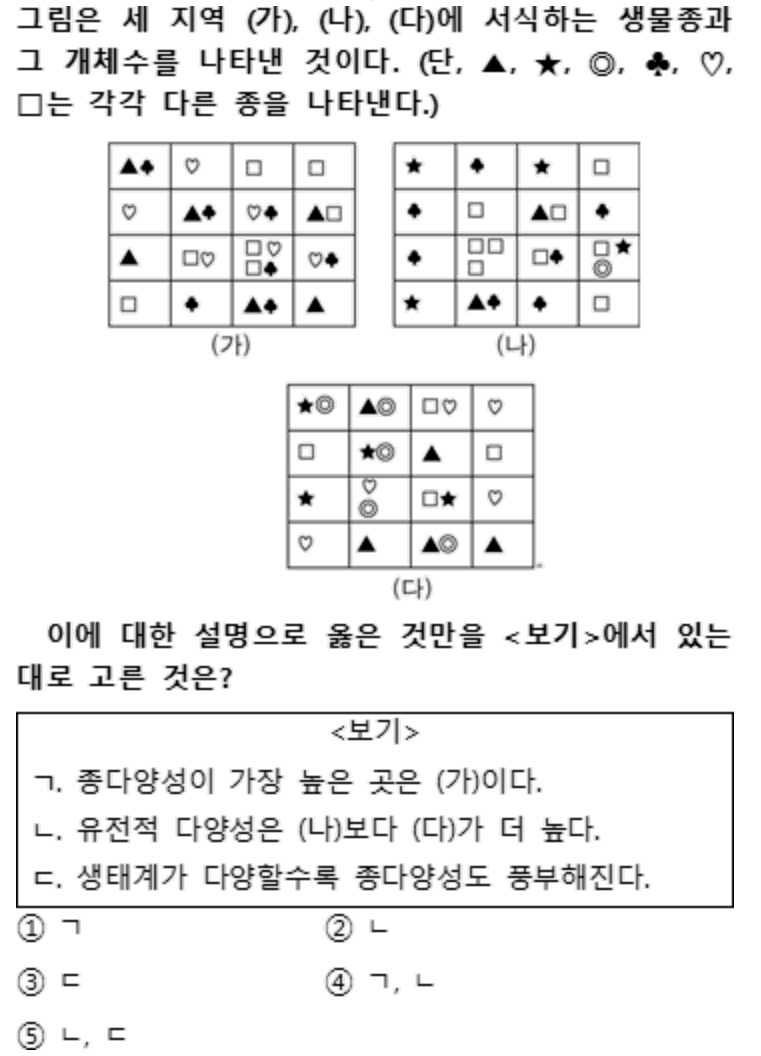 그림은 세 지역 (가), (나), (다)에 서식하는 생물종과
그 개체수를 나타낸 것이다. (단, ▲, ★, ◎, ♣, ♡,
□는 각각 다른 종을 나타낸다.)
(가)
(나)
(다)
이에 대한 설명으로 옳은 것만을 <보기>에서 있는
대로 고른 것은?
<보기>
ㄱ. 종다양성이 가장 높은 곳은 (가)이다.
ㄴ. 유전적 다양성은 (나)보다 (다)가 더 높다.
ㄷ. 생태계가 다양할수록 종다양성도 풍부해진다.
① ㄱ ② ㄴ
③ ㄷ ④ ㄱ, ㄴ
⑤ ㄴ, ㄷ